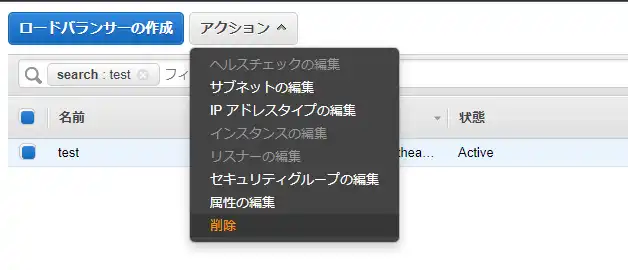 ロードバランサーの作成 アクション
search : test フィ
ヘルスチェックの編集
サブネットの編集
IP アドレスタイプの編集
インスタンスの編集
リスナーの編集
セキュリティグループの編集
属性の編集
削除
名前 状態
test thea... Active